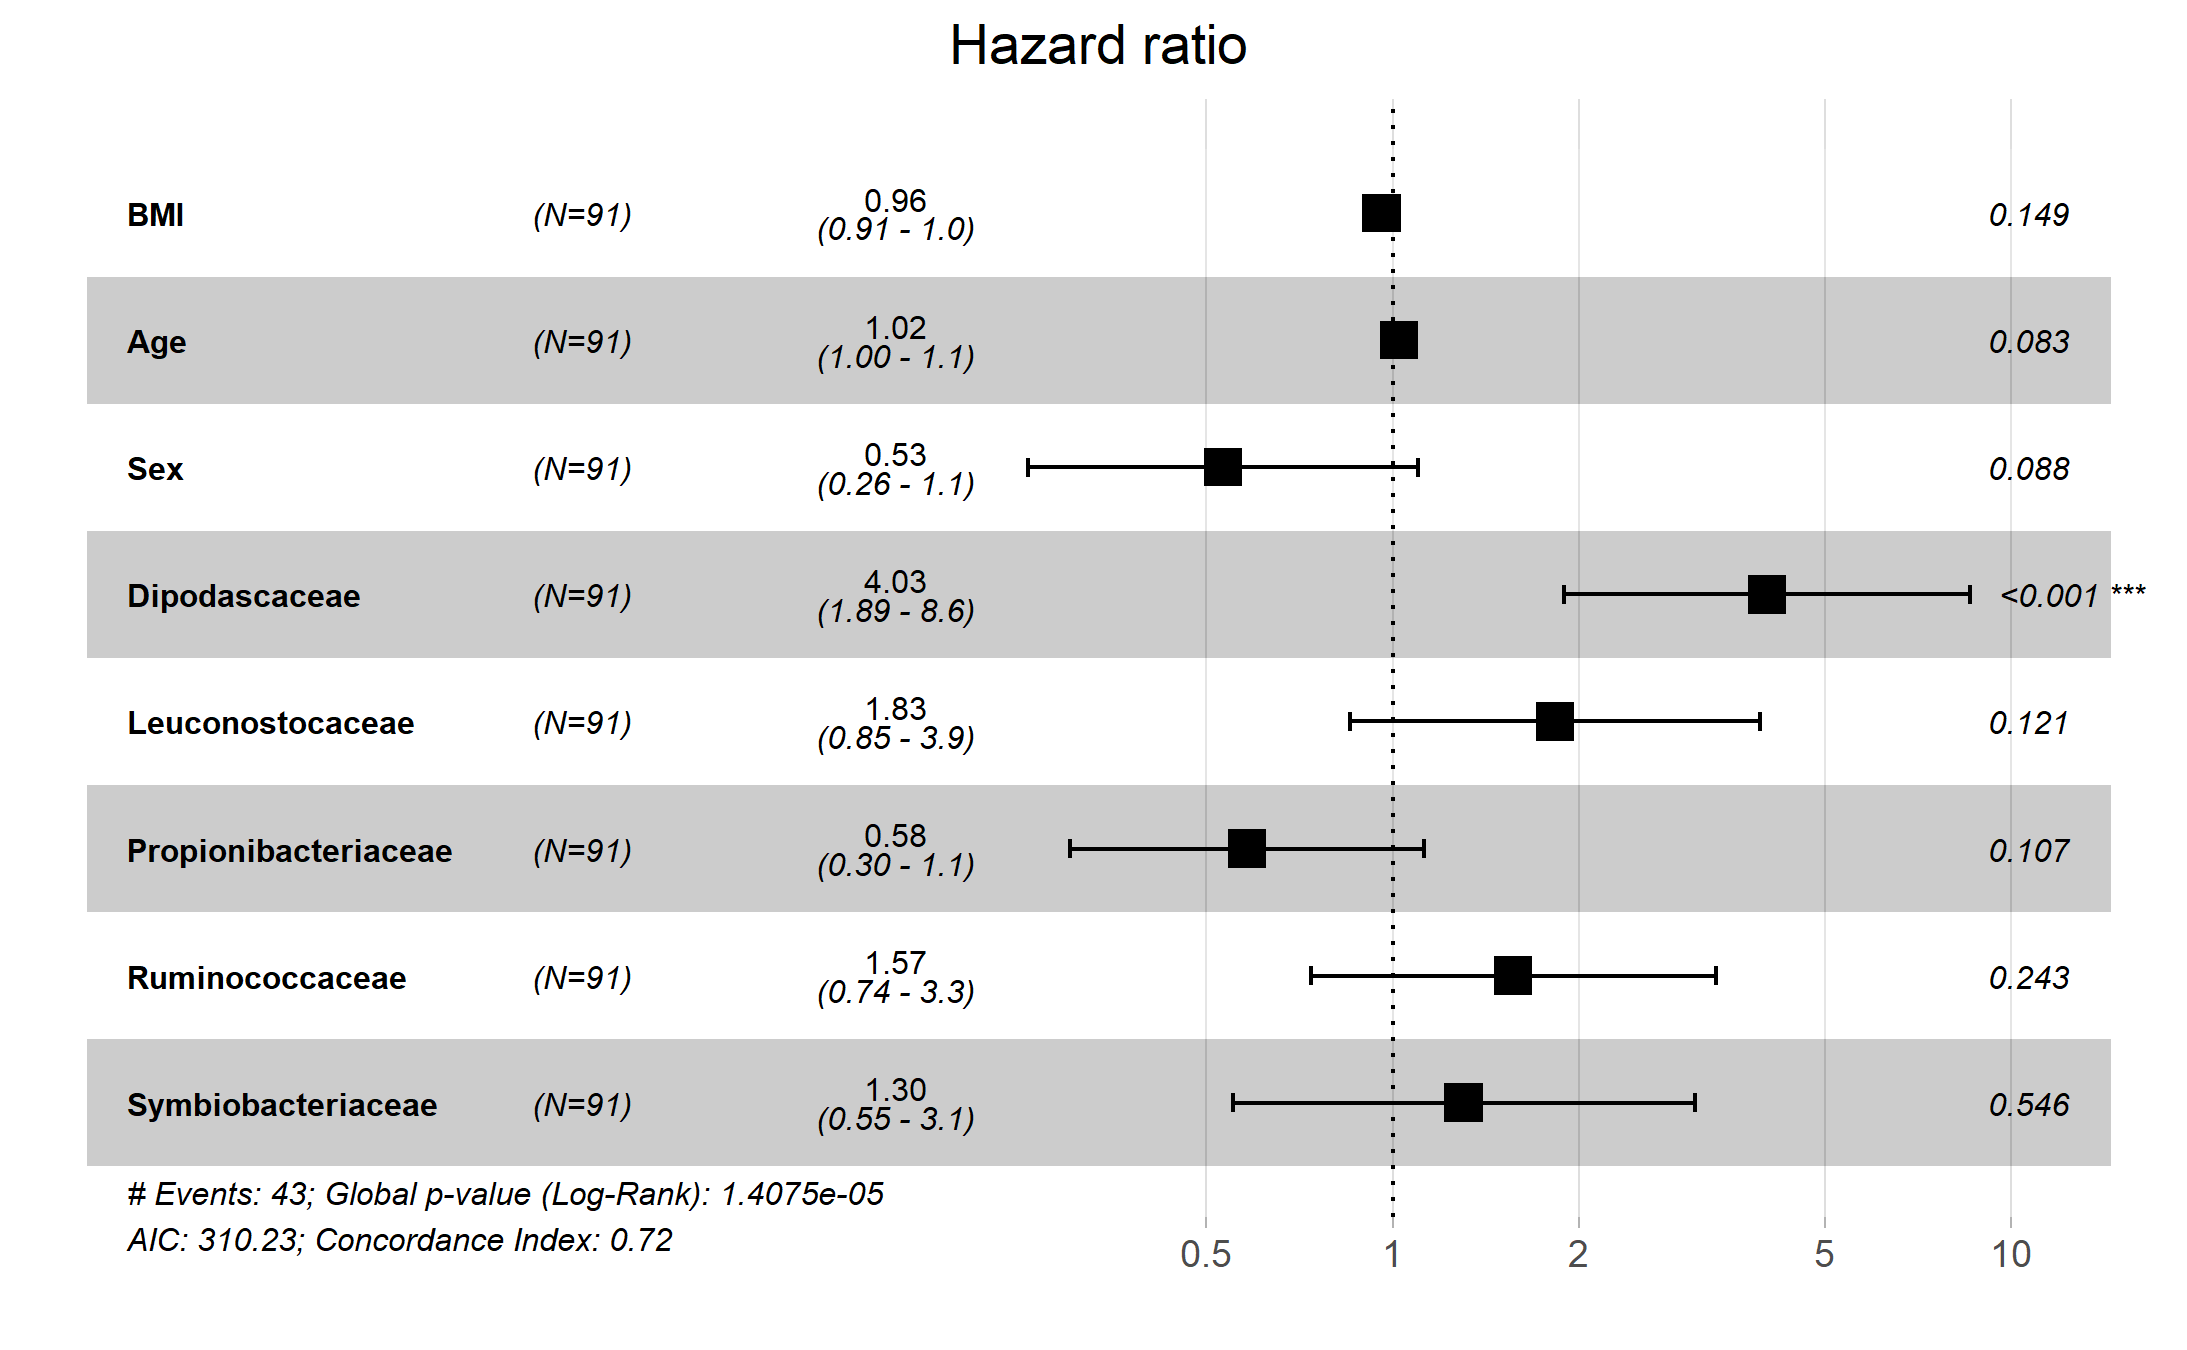 Hazard ratio
BMI (N=91) 0.96 0.149
(0.91 - 1.0)
Age (N=91) 1.02 0.083
(1.00 - 1.1)
Sex (N=91) 0.53 0.088
(0.26 - 1.1)
Dipodascaceae (N=91) 4.03 <0.001 ***
(1.89 - 8.6)
Leuconostocaceae (N=91) 1.83 0.121
(0.85 - 3.9)
Propionibacteriaceae (N=91) 0.58 0.107
(0.30 - 1.1)
Ruminococcaceae (N=91) 1.57 0.243
(0.74 - 3.3)
Symbiobacteriaceae (N=91) 1.30 0.546
(0.55 - 3.1)
# Events: 43; Global p-value (Log-Rank): 1.4075e-05
AIC: 310.23; Concordance Index: 0.72
0.5 1 2 5 10